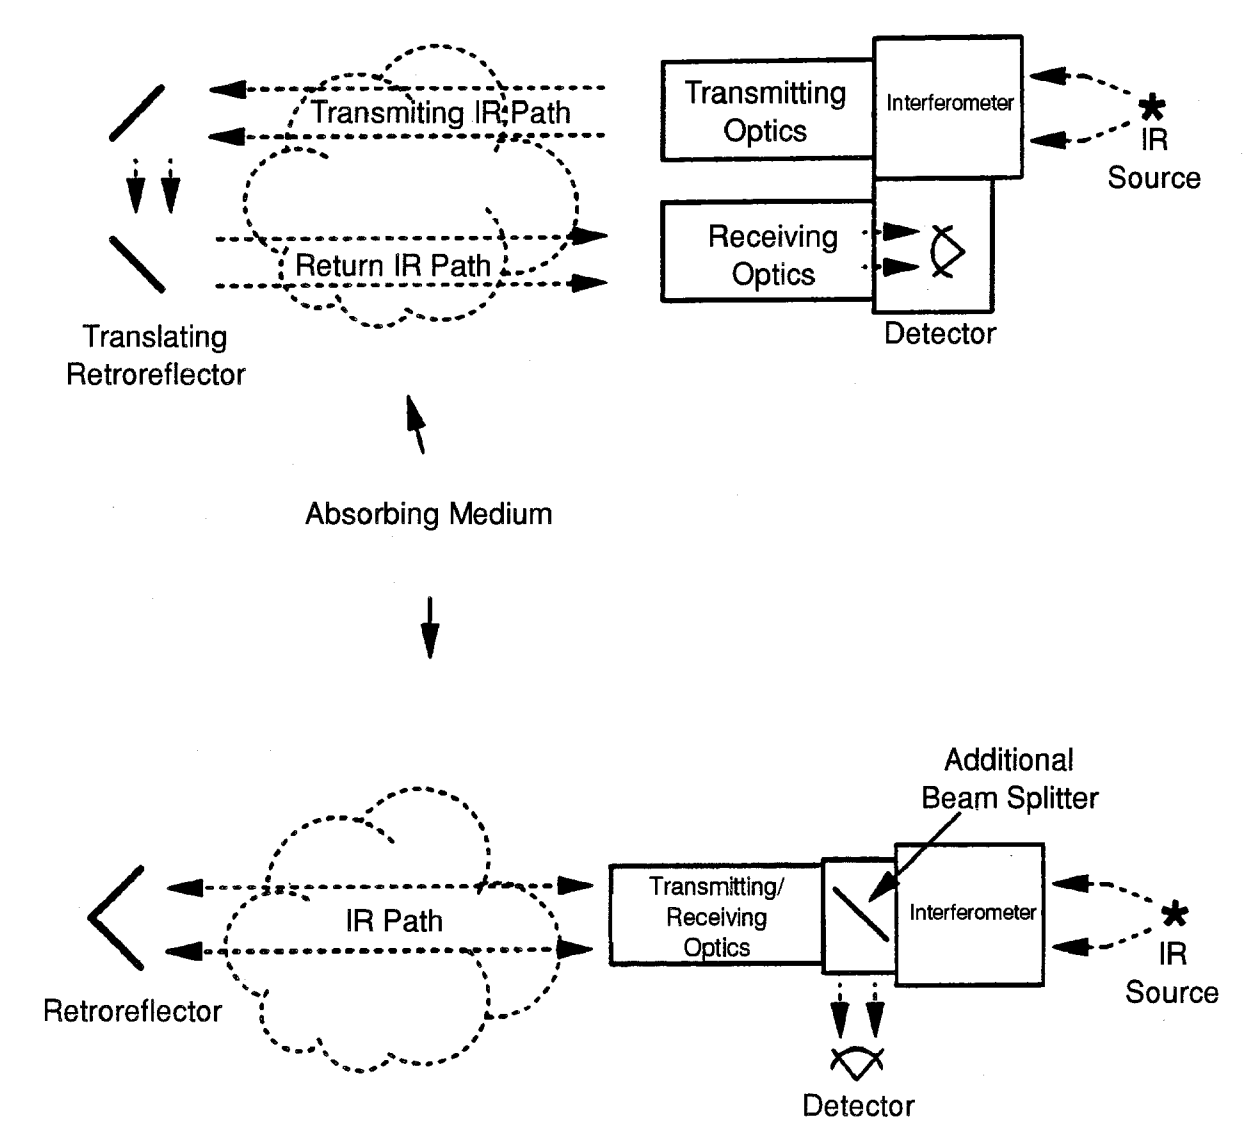 Transmiting IR Path
Transmitting
Optics
Interferometer
IR
Source
Return IR Path
Receiving
Optics
Detector
Translating
Retroreflector
Absorbing Medium
Additional
Beam Splitter
IR Path
Transmitting/
Receiving
Optics
Interferometer
IR
Source
Retroreflector
Detector